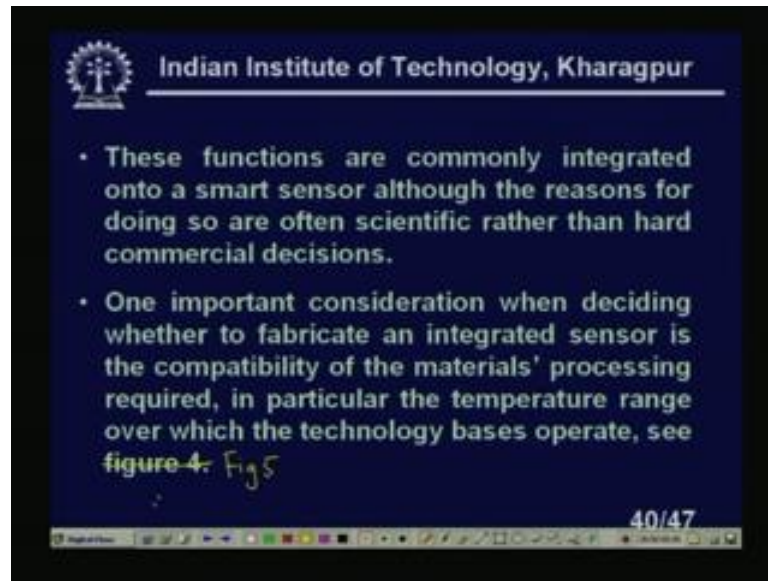 Indian Institute of Technology, Kharagpur
• These functions are commonly integrated
onto a smart sensor although the reasons for
doing so are often scientific rather than hard
commercial decisions.
• One important consideration when deciding
whether to fabricate an integrated sensor is
the compatibility of the materials' processing
required, in particular the temperature range
over which the technology bases operate, see
figure 4. Fig 5
40/47